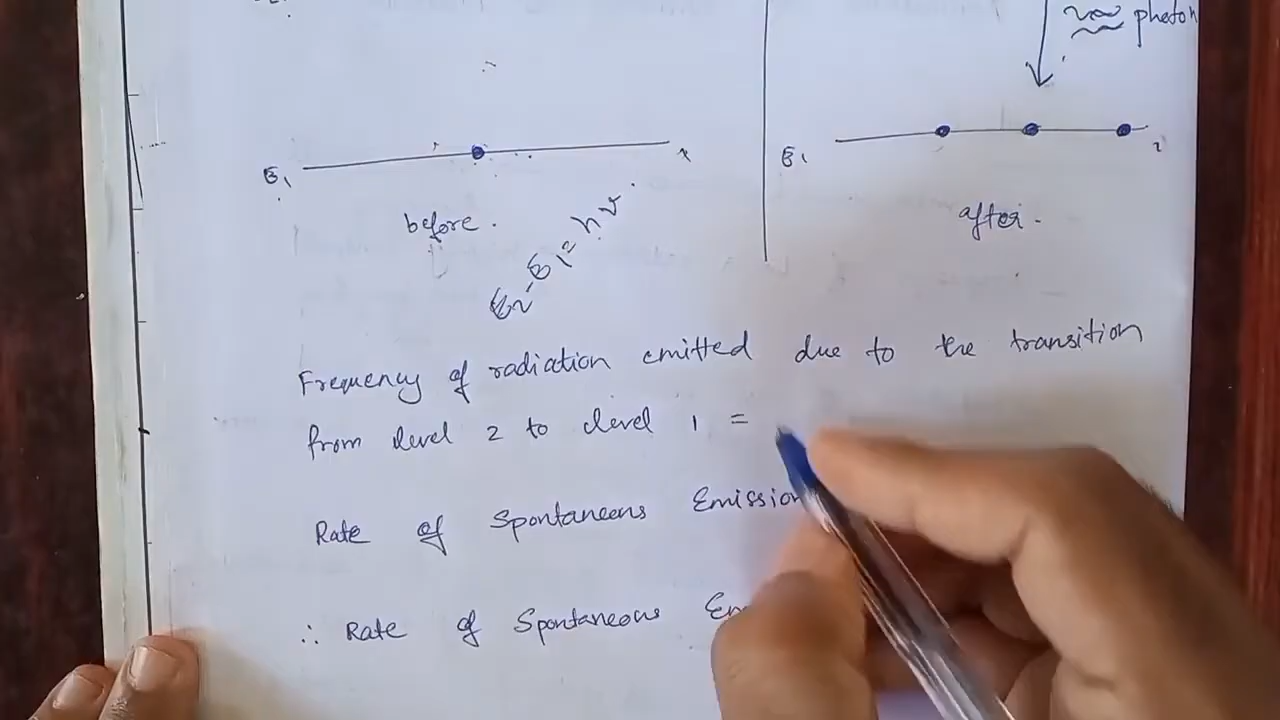 photon
E₁
E₁
before.
after.
E₂-E₁=hν
Frequency of radiation emitted due to the transition
from level 2 to level 1 =
Rate of Spontaneens Emission
∴ Rate of Spontaneous